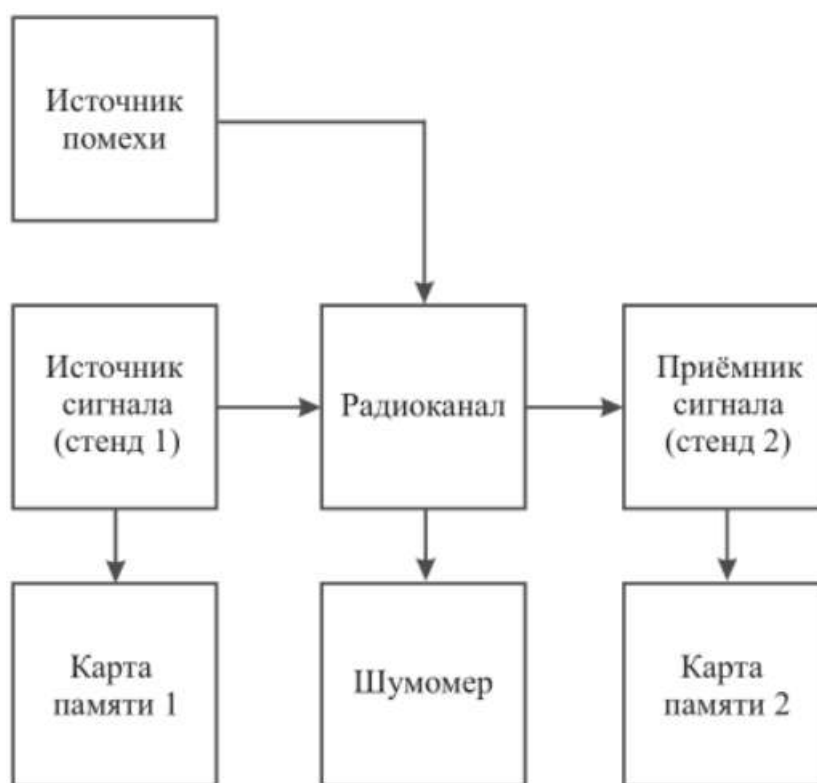 Источник
помехи
Источник
сигнала
(стенд 1)
Радиоканал
Приёмник
сигнала
(стенд 2)
Карта
памяти 1
Шумомер
Карта
памяти 2